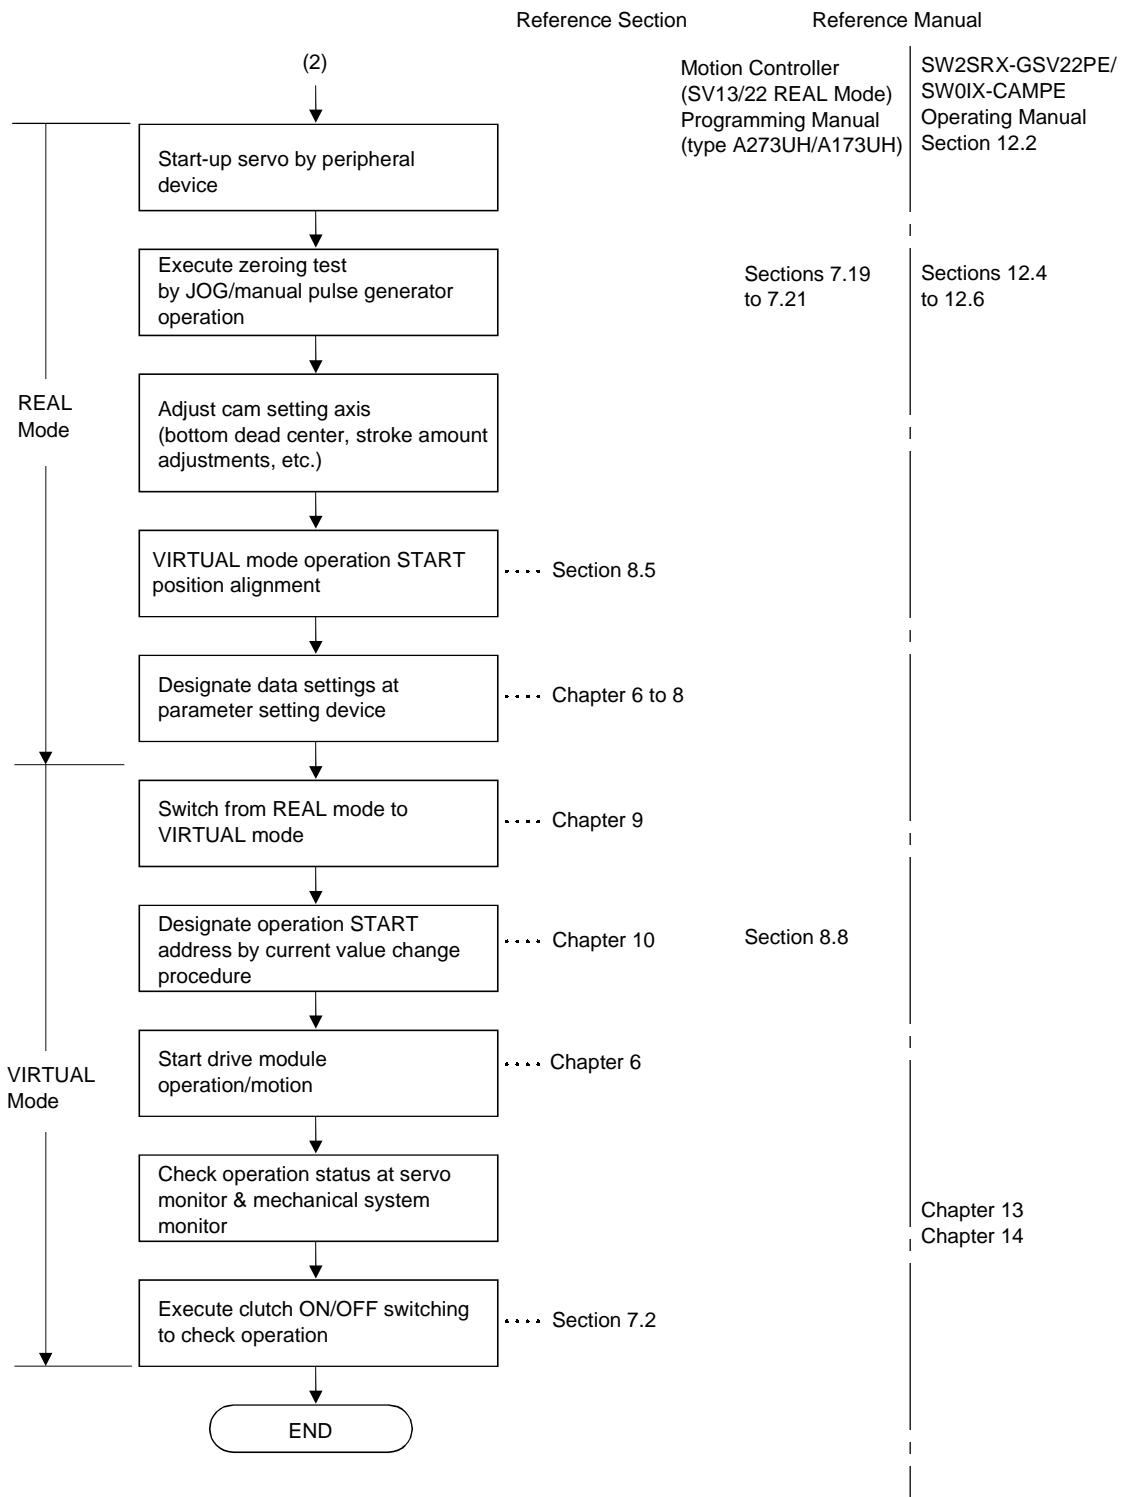 Reference Section
Reference Manual
(2)
Motion Controller
(SV13/22 REAL Mode)
Programming Manual
(type A273UH/A173UH)
SW2SRX-GSV22PE/
SW0IX-CAMPE
Operating Manual
Section 12.2
Start-up servo by peripheral
device
Execute zeroing test
by JOG/manual pulse generator
operation
Sections 7.19
to 7.21
Sections 12.4
to 12.6
REAL
Mode
Adjust cam setting axis
(bottom dead center, stroke amount
adjustments, etc.)
VIRTUAL mode operation START
position alignment
Section 8.5
Designate data settings at
parameter setting device
Chapter 6 to 8
Switch from REAL mode to
VIRTUAL mode
Chapter 9
Designate operation START
address by current value change
procedure
Chapter 10
Section 8.8
VIRTUAL
Mode
Start drive module
operation/motion
Chapter 6
Check operation status at servo
monitor & mechanical system
monitor
Chapter 13
Chapter 14
Execute clutch ON/OFF switching
to check operation
Section 7.2
END